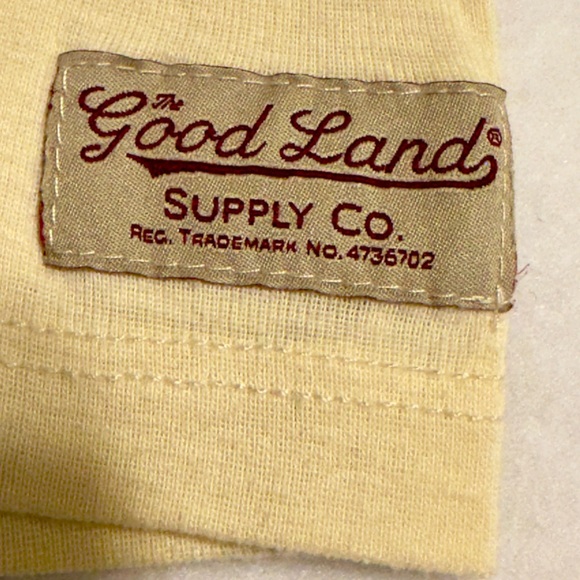 The
Good Land®
SUPPLY CO.
REG. TRADEMARK NO. 4736702